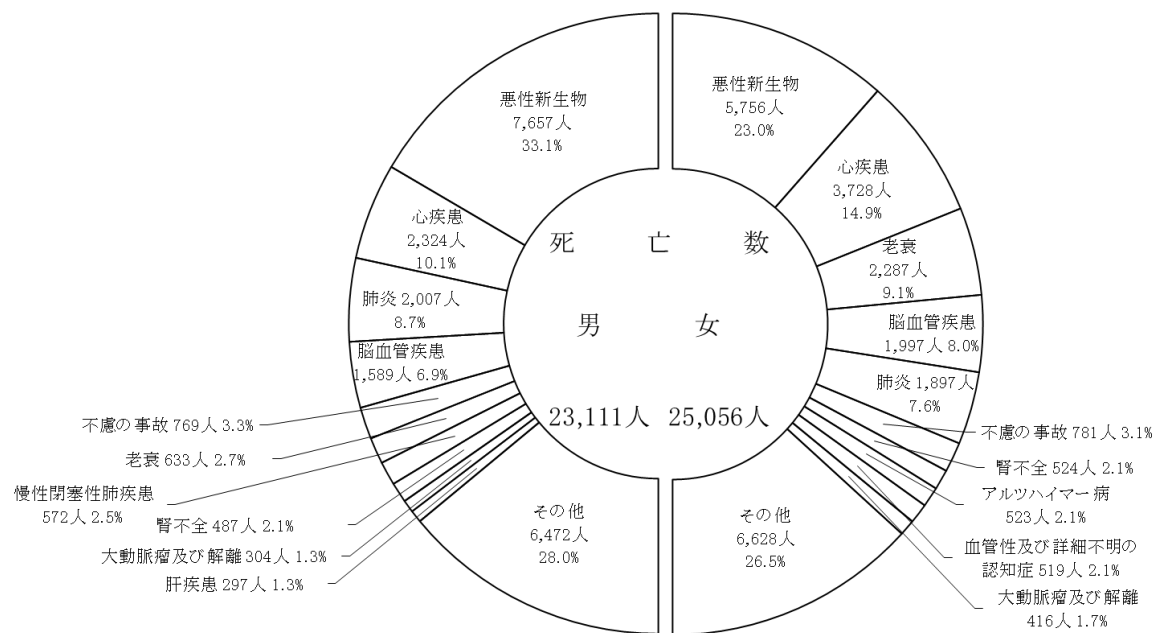 悪性新生物
7,657人
33.1%
心疾患
2,324人
10.1%
肺炎 2,007人
8.7%
脳血管疾患
1,589人 6.9%
不慮の事故 769人 3.3%
老衰 633人 2.7%
慢性閉塞性肺疾患
572人 2.5%
腎不全 487人 2.1%
大動脈瘤及び解離 304人 1.3%
肝疾患 297人 1.3%
その他
6,472人
28.0%
死 亡 数
男 女
23,111人 25,056人
悪性新生物
5,756人
23.0%
心疾患
3,728人
14.9%
老衰
2,287人
9.1%
脳血管疾患
1,997人 8.0%
肺炎 1,897人
7.6%
不慮の事故 781人 3.1%
腎不全 524人 2.1%
アルツハイマー病
523人 2.1%
血管性及び詳細不明の
認知症 519人 2.1%
大動脈瘤及び解離
416人 1.7%
その他
6,628人
26.5%